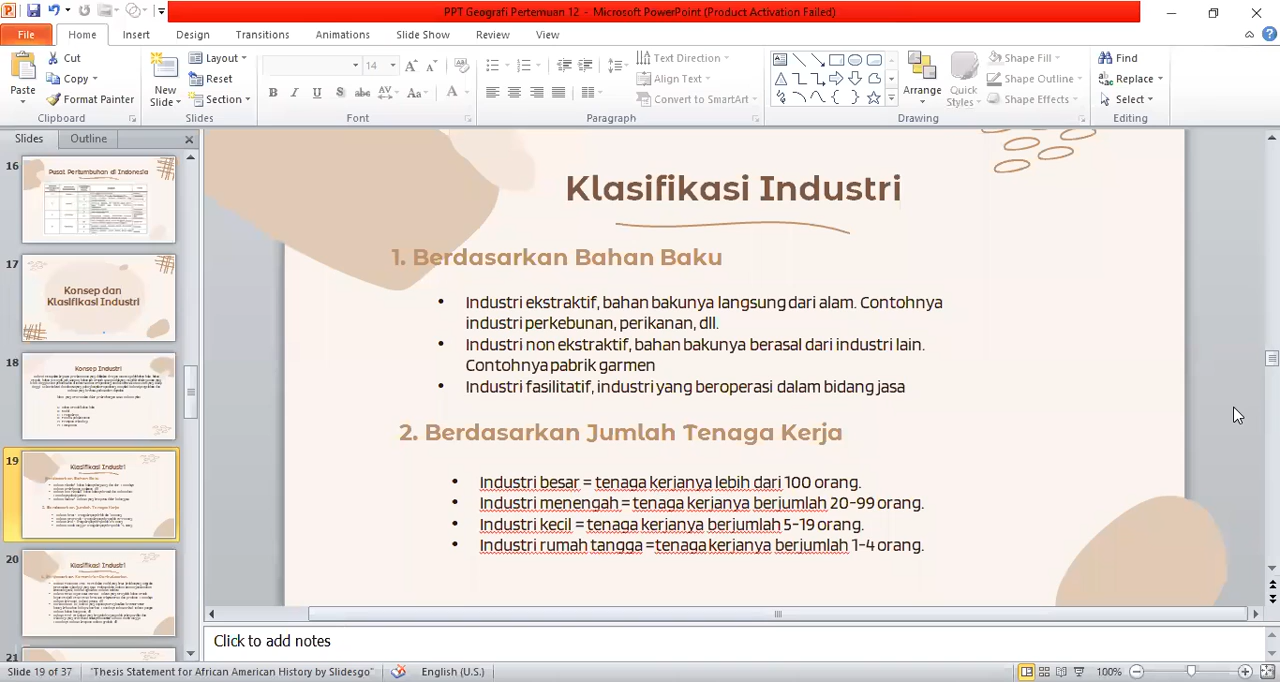 PPT Geografi Pertemuan 12 - Microsoft PowerPoint (Product Activation Failed)
File Home Insert Design Transitions Animations Slide Show Review View
Paste
Cut
Copy
Format Painter
Clipboard
New
Slide
Layout
Reset
Section
Slides
14
Font
Text Direction
Align Text
Convert to SmartArt
Paragraph
Arrange
Quick
Styles
Shape Fill
Shape Outline
Shape Effects
Drawing
Find
Replace
Select
Editing
Slides Outline
16
Pusat Pertumbuhan di Indonesia
17
Konsep dan
Klasifikasi Industri
18
Konsep Industri
19
Klasifikasi Industri
20
Klasifikasi Industri
21
Klasifikasi Industri
1. Berdasarkan Bahan Baku
• Industri ekstraktif, bahan bakunya langsung dari alam. Contohnya
industri perkebunan, perikanan, dll.
• Industri non ekstraktif, bahan bakunya berasal dari industri lain.
Contohnya pabrik garmen
• Industri fasilitatif, industri yang beroperasi dalam bidang jasa
2. Berdasarkan Jumlah Tenaga Kerja
• Industri besar = tenaga kerjanya lebih dari 100 orang.
• Industri menengah = tenaga kerjanya berjumlah 20-99 orang.
• Industri kecil = tenaga kerjanya berjumlah 5-19 orang.
• Industri rumah tangga =tenaga kerjanya berjumlah 1-4 orang.
Click to add notes
Slide 19 of 37 "Thesis Statement for African American History by Slidesgo" English (U.S.) 100%